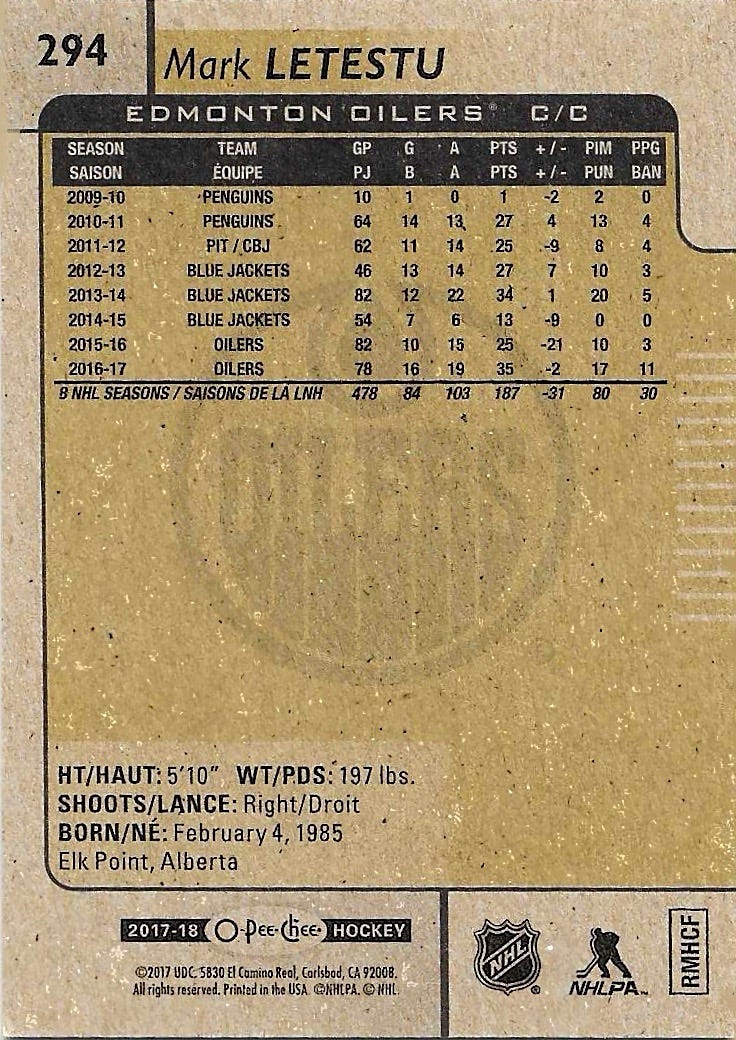 294
Mark LETESTU
EDMONTON OILERS® C/C
SEASON TEAM GP G A PTS +/- PIM PPG
SAISON ÉQUIPE PJ B A PTS +/- PUN BAN
2009-10 PENGUINS 10 1 0 1 -2 2 0
2010-11 PENGUINS 64 14 13 27 4 13 4
2011-12 PIT / CBJ 62 11 14 25 -9 8 4
2012-13 BLUE JACKETS 46 13 14 27 7 10 3
2013-14 BLUE JACKETS 82 12 22 34 1 20 5
2014-15 BLUE JACKETS 54 7 6 13 -9 0 0
2015-16 OILERS 82 10 15 25 -21 10 3
2016-17 OILERS 78 16 19 35 -2 17 11
8 NHL SEASONS / SAISONS DE LA LNH 478 84 103 187 -31 80 30
OILERS
HT/HAUT: 5'10" WT/PDS: 197 lbs.
SHOOTS/LANCE: Right/Droit
BORN/NÉ: February 4, 1985
Elk Point, Alberta
2017-18 O-Pee-Chee HOCKEY
©2017 UDC. 5830 El Camino Real, Carlsbad, CA 92008.
All rights reserved. Printed in the USA. ©NHLPA. © NHL.
NHL®
NHLPA™
RMHCF